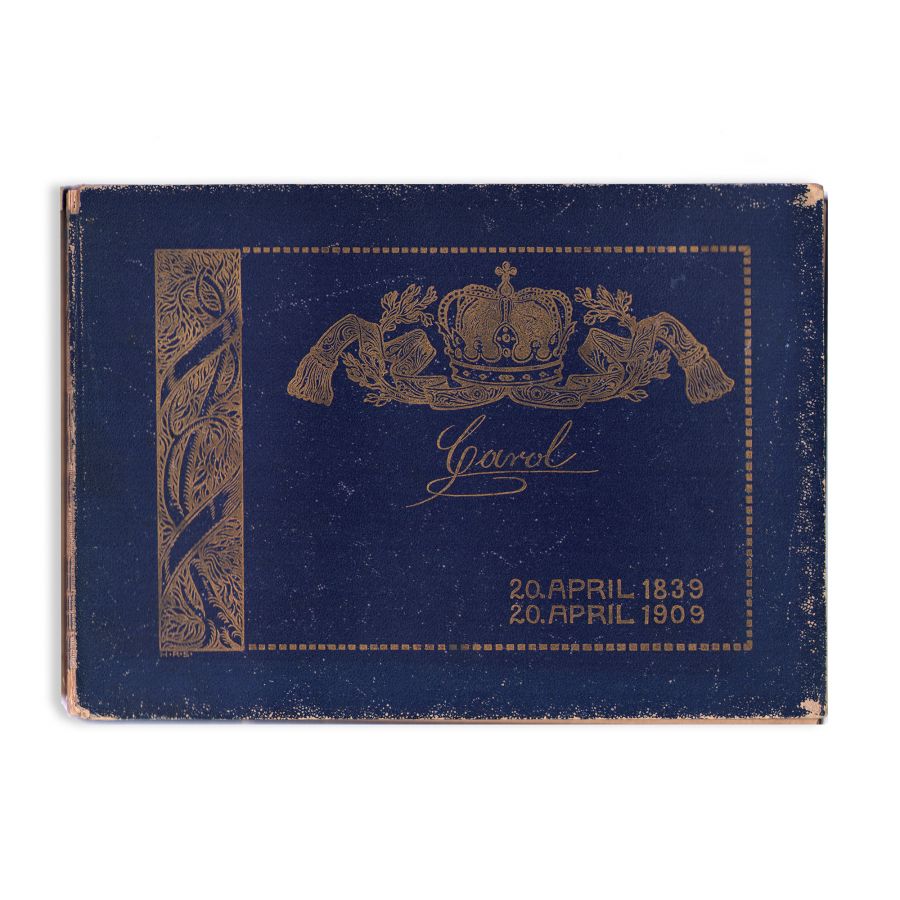 Carol
20. APRIL 1839
20. APRIL 1909
H.R.S.